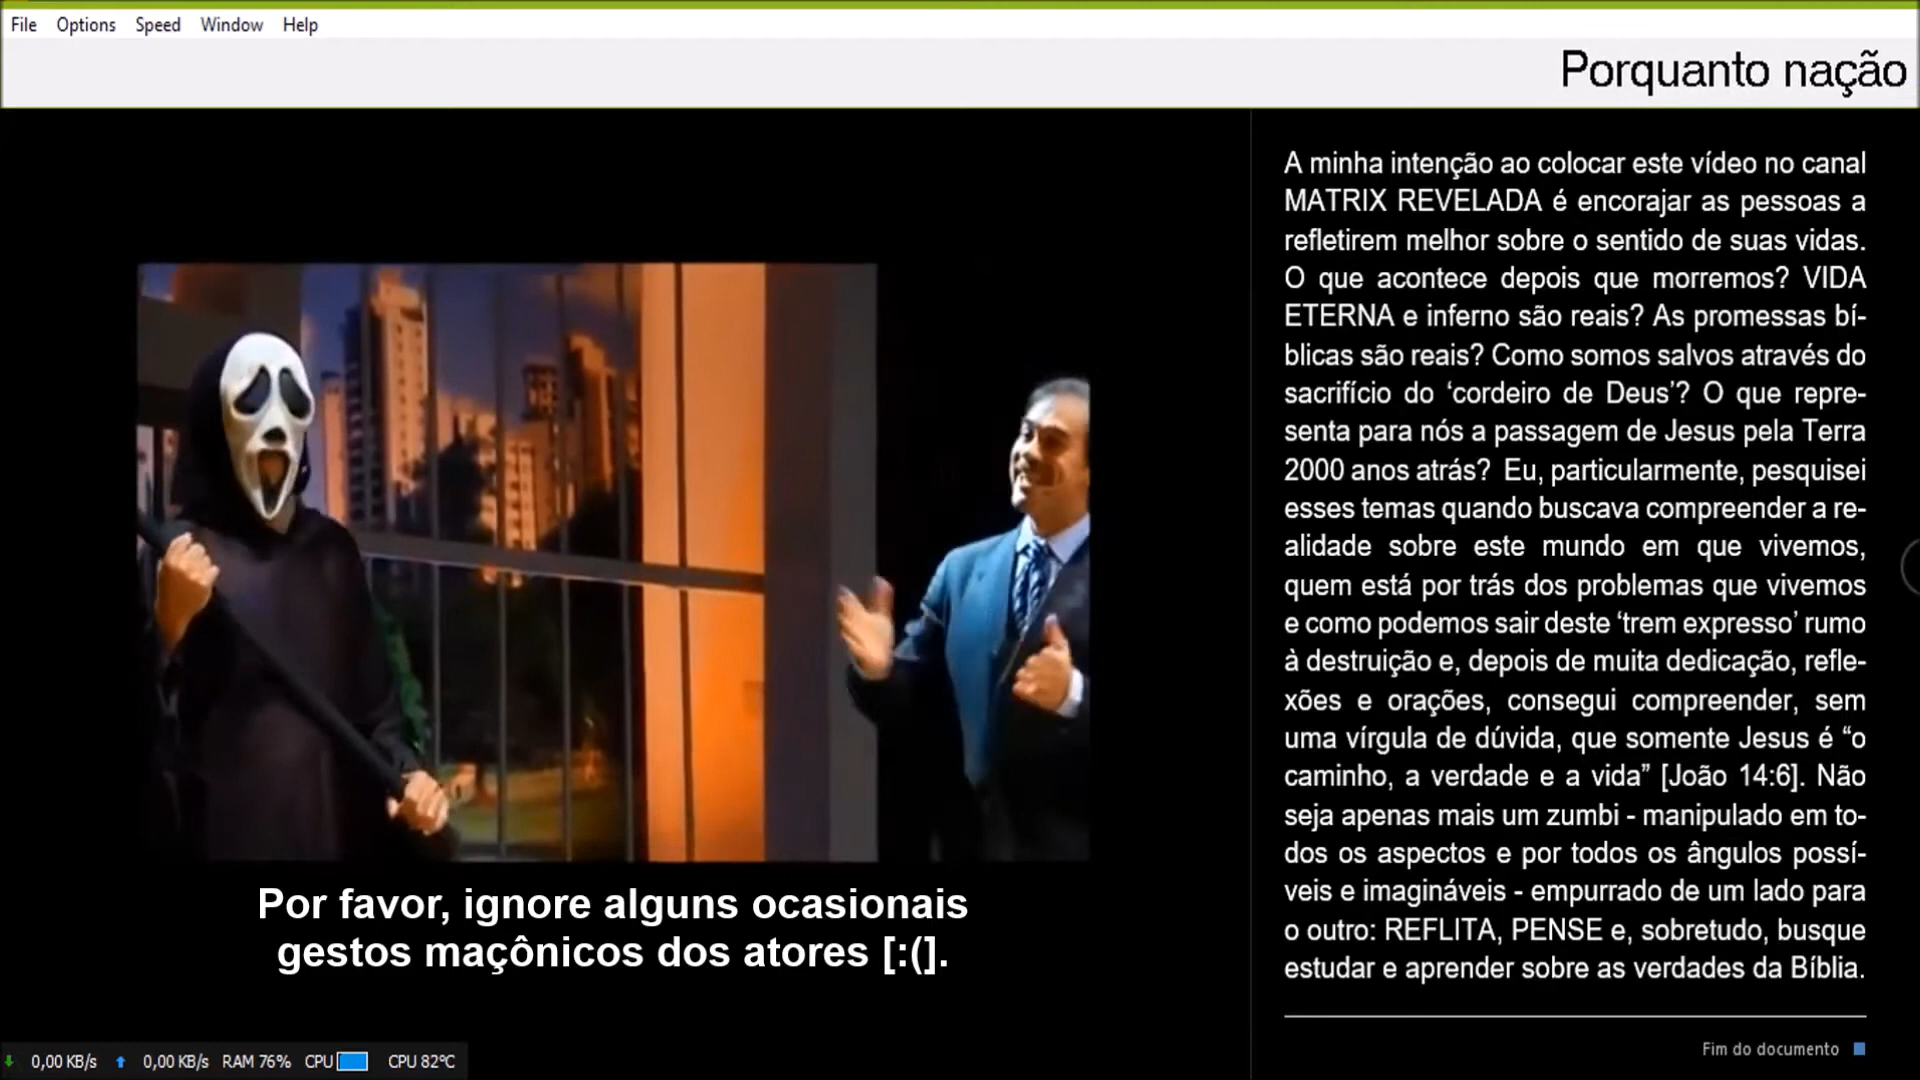 File Options Speed Window Help
Porquanto nação
A minha intenção ao colocar este vídeo no canal
MATRIX REVELADA é encorajar as pessoas a
refletirem melhor sobre o sentido de suas vidas.
O que acontece depois que morremos? VIDA
ETERNA e inferno são reais? As promessas bí-
blicas são reais? Como somos salvos através do
sacrifício do ‘cordeiro de Deus’? O que repre-
senta para nós a passagem de Jesus pela Terra
2000 anos atrás? Eu, particularmente, pesquisei
esses temas quando buscava compreender a re-
alidade sobre este mundo em que vivemos,
quem está por trás dos problemas que vivemos
e como podemos sair deste ‘trem expresso’ rumo
à destruição e, depois de muita dedicação, refle-
xões e orações, consegui compreender, sem
uma vírgula de dúvida, que somente Jesus é “o
caminho, a verdade e a vida” [João 14:6]. Não
seja apenas mais um zumbi - manipulado em to-
dos os aspectos e por todos os ângulos possí-
veis e imagináveis - empurrado de um lado para
o outro: REFLITA, PENSE e, sobretudo, busque
estudar e aprender sobre as verdades da Bíblia.
Fim do documento
Por favor, ignore alguns ocasionais
gestos maçônicos dos atores [:(].
0,00 KB/s 0,00 KB/s RAM 76% CPU CPU 82ºC